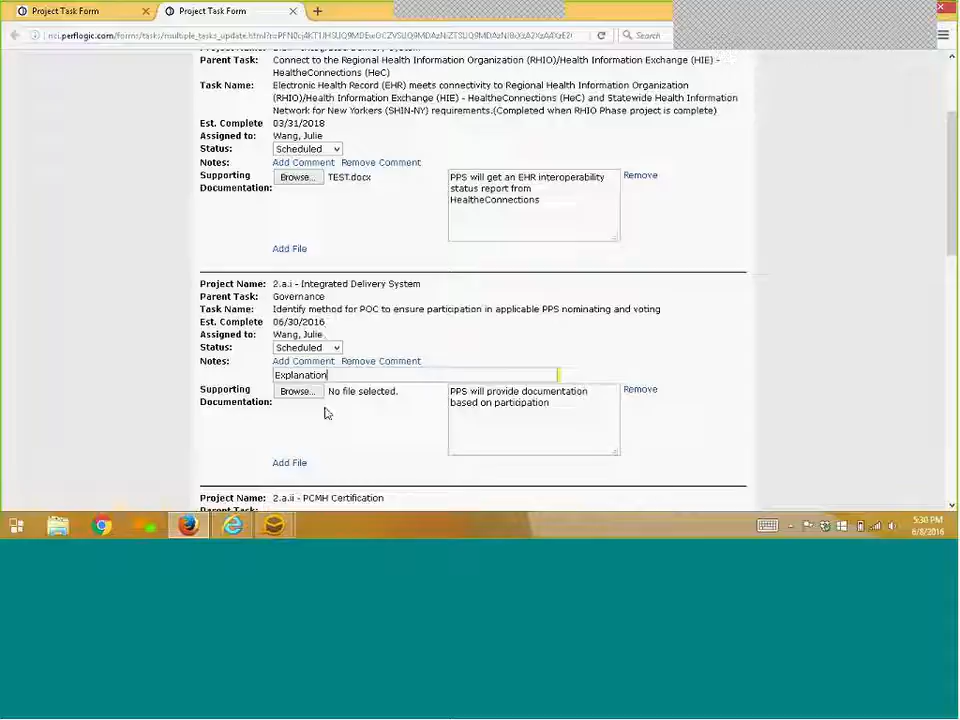 Project Task Form
Project Task Form
Search
Parent Task: Connect to the Regional Health Information Organization (RHIO)/Health Information Exchange (HIE) -
HealtheConnections (HeC)
Task Name: Electronic Health Record (EHR) meets connectivity to Regional Health Information Organization
(RHIO)/Health Information Exchange (HIE) - HealtheConnections (HeC) and Statewide Health Information
Network for New Yorkers (SHIN-NY) requirements.(Completed when RHIO Phase project is complete)
Est. Complete 03/31/2018
Assigned to: Wang, Julie
Status: Scheduled
Notes: Add Comment Remove Comment
Supporting Documentation: Browse... TEST.docx
PPS will get an EHR interoperability
status report from
HealtheConnections
Remove
Add File
Project Name: 2.a.i - Integrated Delivery System
Parent Task: Governance
Task Name: Identify method for POC to ensure participation in applicable PPS nominating and voting
Est. Complete 06/30/2016
Assigned to: Wang, Julie
Status: Scheduled
Notes: Add Comment Remove Comment
Explanation
Supporting Documentation: Browse... No file selected.
PPS will provide documentation
based on participation
Remove
Add File
Project Name: 2.a.ii - PCMH Certification
5:30 PM
6/8/2016